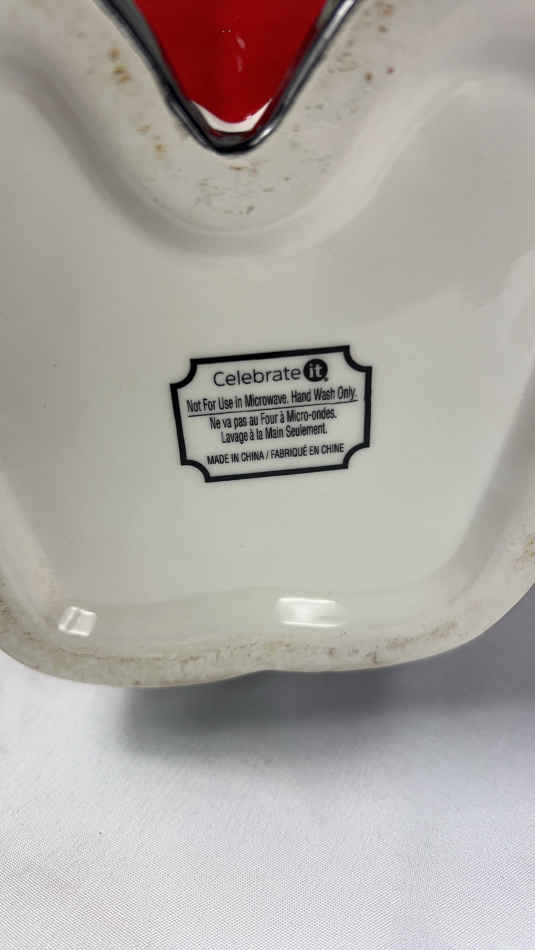 Celebrate it
Not For Use in Microwave. Hand Wash Only.
Ne va pas au Four à Micro-ondes.
Lavage à la Main Seulement.
MADE IN CHINA / FABRIQUÉ EN CHINE